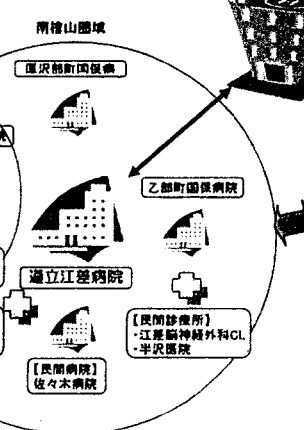 南檜山圏域
厚沢部町国保病
乙部町国保病院
道立江差病院
【民間診療所】
・江差脳神経外科CL
・半沢医院
【民間病院】
佐々木病院